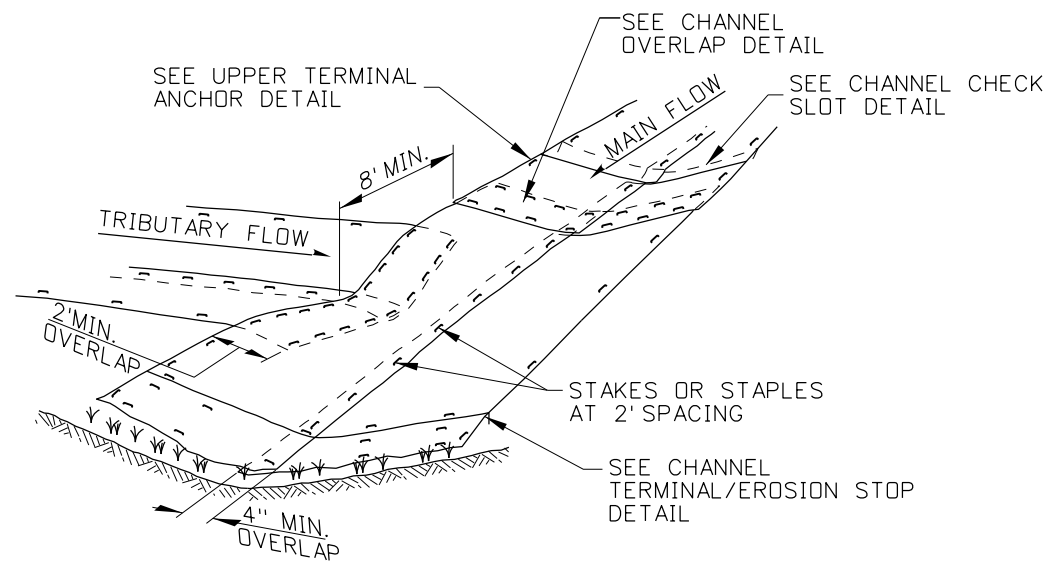 SEE CHANNEL
OVERLAP DETAIL
SEE UPPER TERMINAL
ANCHOR DETAIL
SEE CHANNEL CHECK
SLOT DETAIL
MAIN FLOW
8' MIN.
TRIBUTARY FLOW
2'MIN.
OVERLAP
STAKES OR STAPLES
AT 2' SPACING
SEE CHANNEL
TERMINAL/EROSION STOP
DETAIL
4" MIN.
OVERLAP